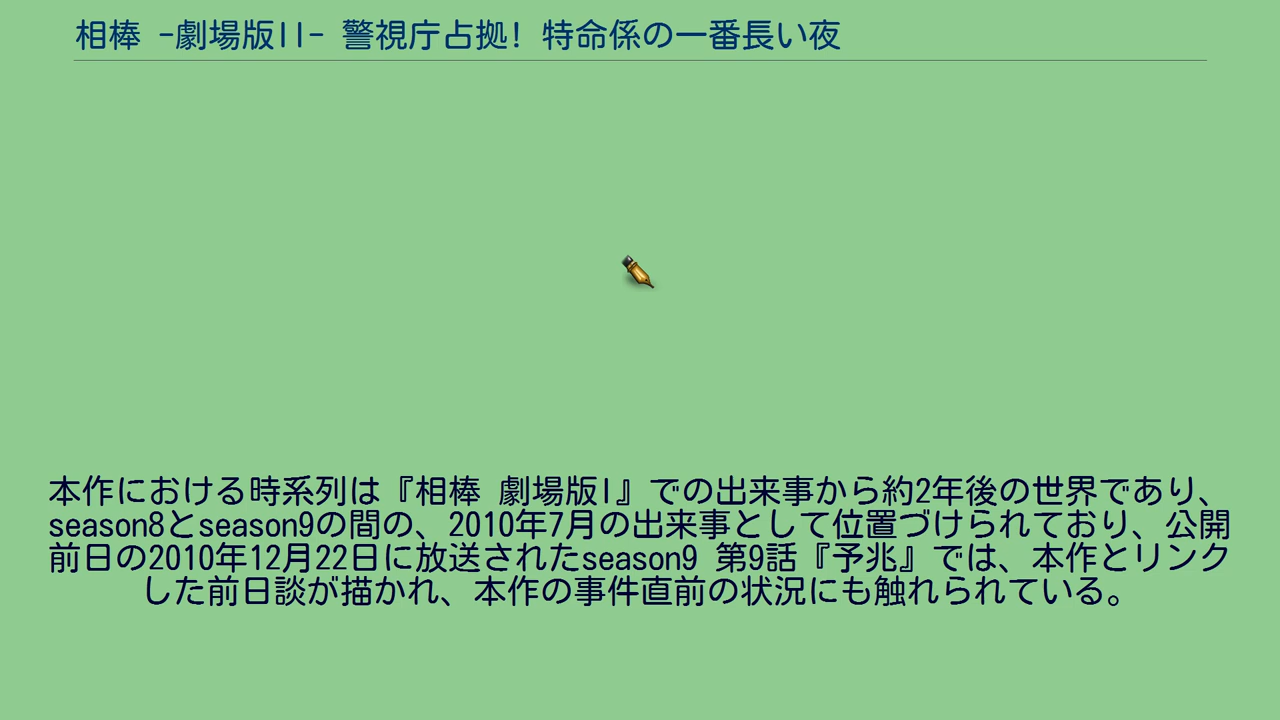 相棒 -劇場版II- 警視庁占拠! 特命係の一番長い夜
本作における時系列は『相棒 劇場版I』での出来事から約2年後の世界であり、
season8とseason9の間の、2010年7月の出来事として位置づけられており、公開
前日の2010年12月22日に放送されたseason9 第9話『予兆』では、本作とリンク
した前日談が描かれ、本作の事件直前の状況にも触れられている。